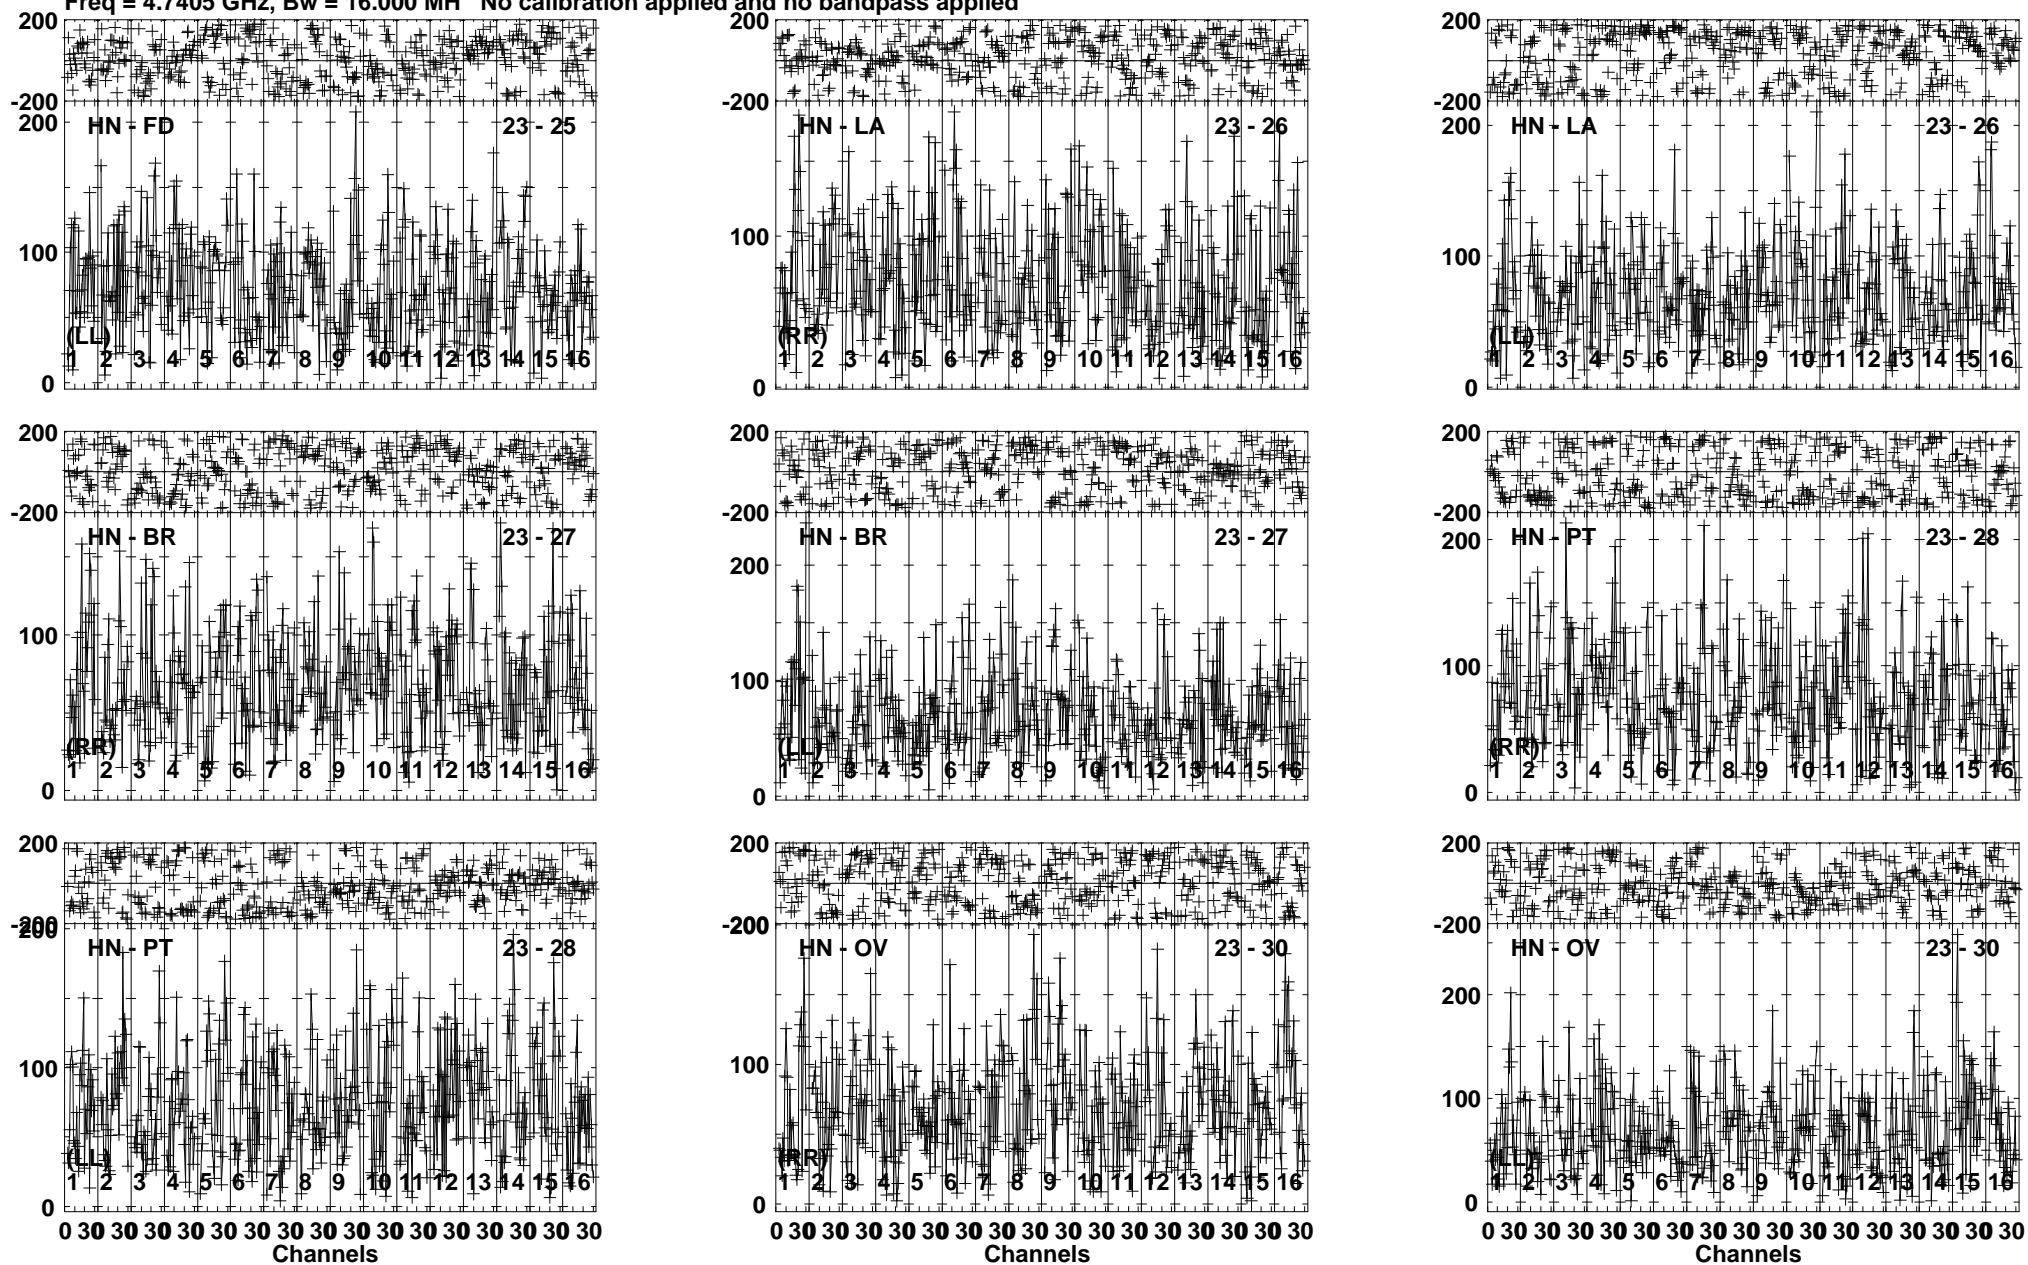 Freq = 4.7405 GHz, Bw = 16.000 MH No calibration applied and no bandpass applied
200 200 200
-200 -200 -200
200 HN - FD 23 - 25 HN - LA 23 - 26 200 HN - LA 23 - 26
100 100 100
(LL) (RR) (LL)
1 2 3 4 5 6 7 8 9 10 11 12 13 14 15 16 1 2 3 4 5 6 7 8 9 10 11 12 13 14 15 16 1 2 3 4 5 6 7 8 9 10 11 12 13 14 15 16
0 0 0
200 200 200
-200 -200 -200
HN - BR 23 - 27 HN - BR 23 - 27 200 HN - PT 23 - 28
200
100 100 100
(RR) (LL) (RR)
1 2 3 4 5 6 7 8 9 10 11 12 13 14 15 16 1 2 3 4 5 6 7 8 9 10 11 12 13 14 15 16 1 2 3 4 5 6 7 8 9 10 11 12 13 14 15 16
0 0 0
200 200 200
-200 -200 -200
200 HN - PT 23 - 28 200 HN - OV 23 - 30 HN - OV 23 - 30
200
100 100 100
(LL) (RR) (LL)
1 2 3 4 5 6 7 8 9 10 11 12 13 14 15 16 1 2 3 4 5 6 7 8 9 10 11 12 13 14 15 16 1 2 3 4 5 6 7 8 9 10 11 12 13 14 15 16
0 0 0
0 30 30 30 30 30 30 30 30 30 30 30 30 30 30 30 30 0 30 30 30 30 30 30 30 30 30 30 30 30 30 30 30 30 0 30 30 30 30 30 30 30 30 30 30 30 30 30 30 30 30
Channels Channels Channels